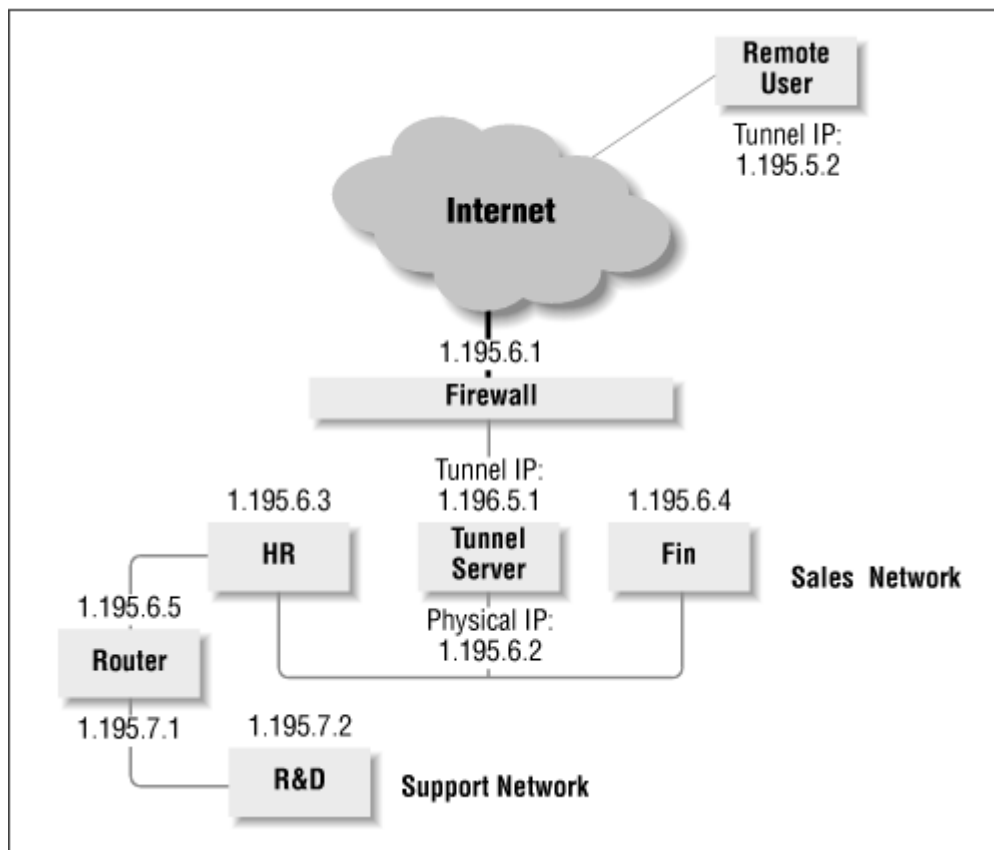 Remote
User
Tunnel IP:
1.195.5.2
Internet
1.195.6.1
Firewall
Tunnel IP:
1.196.5.1
1.195.6.3
1.195.6.4
HR
Tunnel
Server
Fin
Sales Network
Physical IP:
1.195.6.2
1.195.6.5
Router
1.195.7.1
1.195.7.2
R&D
Support Network